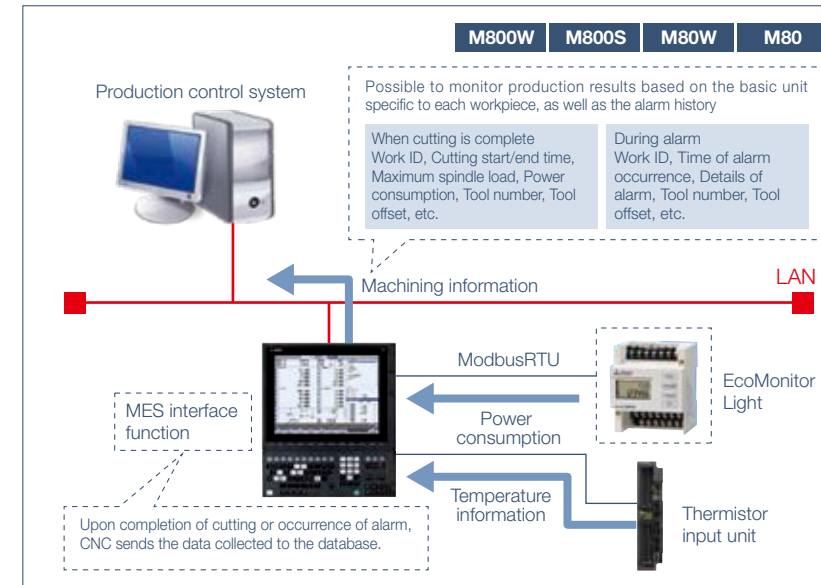 M800W M800S M80W M80
Production control system
Possible to monitor production results based on the basic unit
specific to each workpiece, as well as the alarm history
When cutting is complete
Work ID, Cutting start/end time,
Maximum spindle load, Power
consumption, Tool number, Tool
offset, etc.
During alarm
Work ID, Time of alarm
occurrence, Details of
alarm, Tool number, Tool
offset, etc.
LAN
Machining information
ModbusRTU
EcoMonitor
Light
MES interface
function
Power
consumption
Temperature
information
Thermistor
input unit
Upon completion of cutting or occurrence of alarm,
CNC sends the data collected to the database.